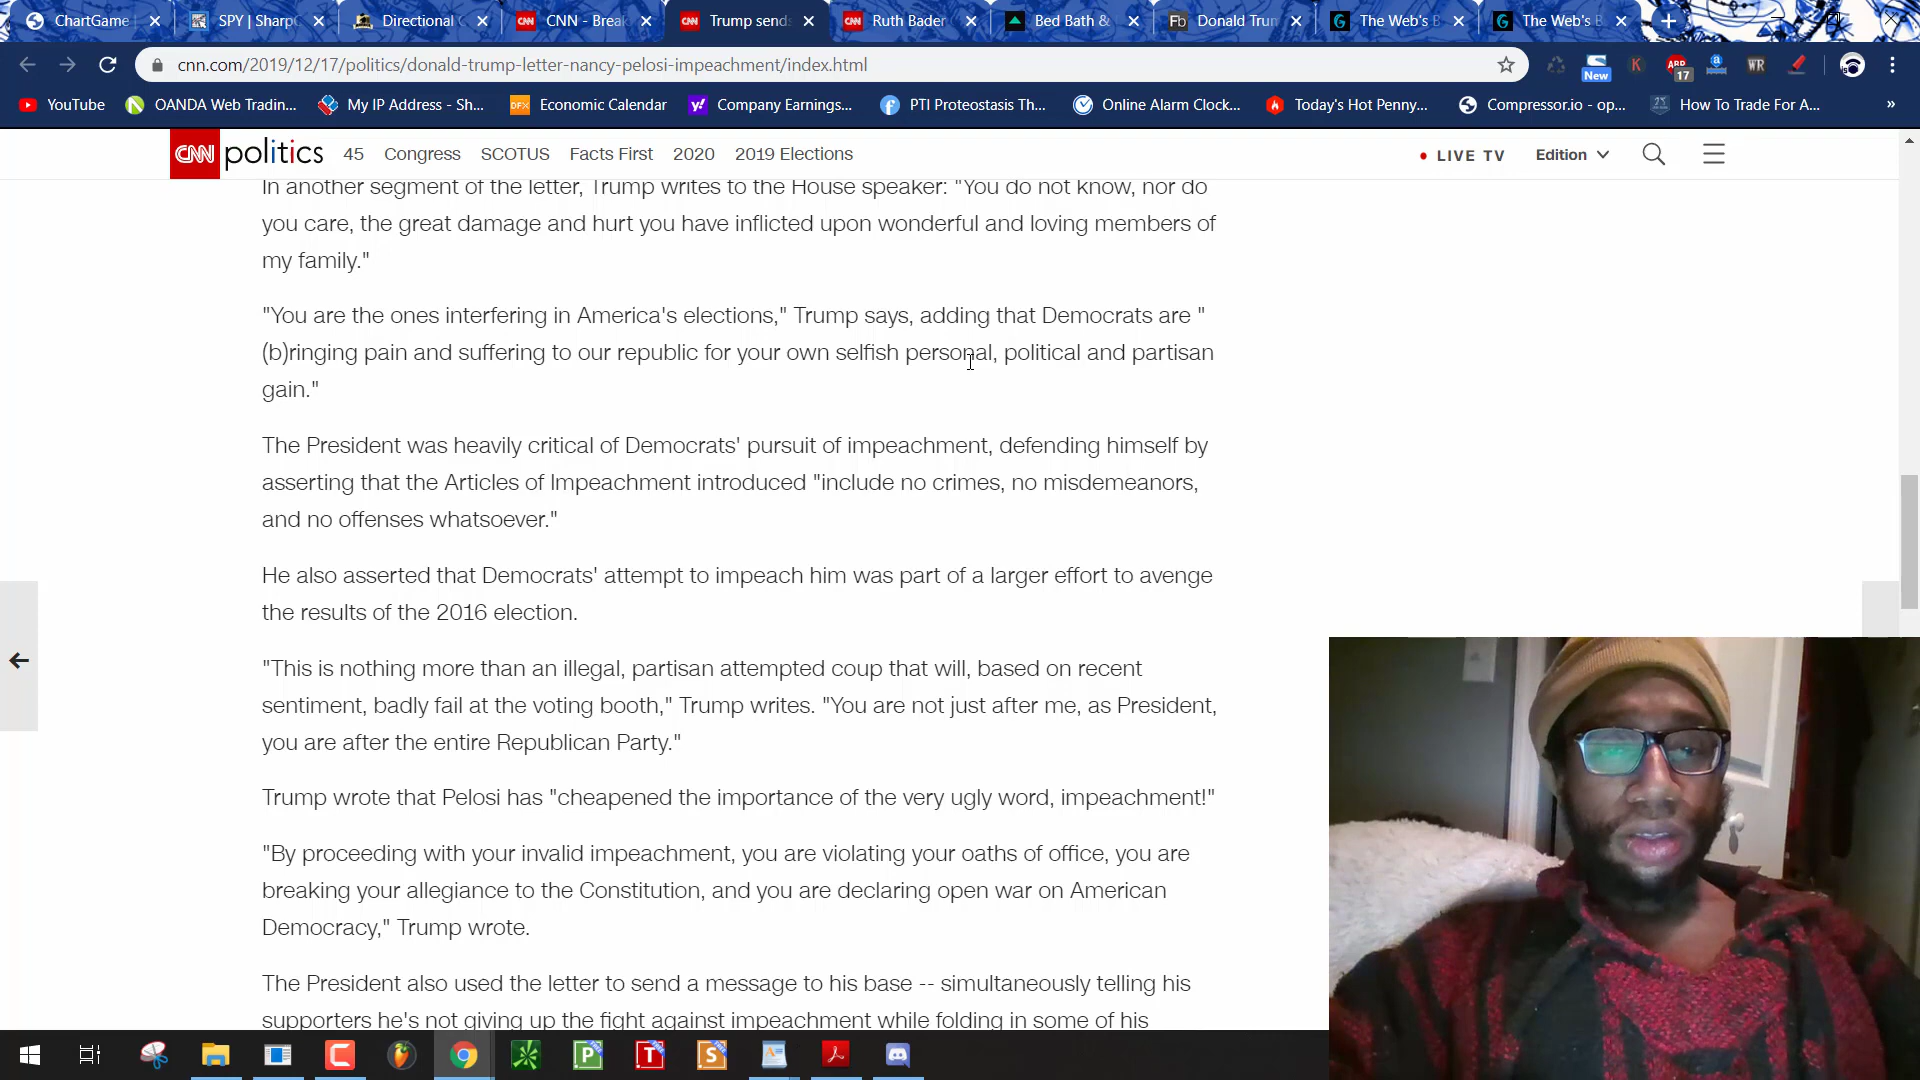 ChartGame
SPY | Sharp
Directional
CNN - Brea
Trump sends
Ruth Bader
Bed Bath &
Donald Trum
The Web's B
The Web's B
cnn.com/2019/12/17/politics/donald-trump-letter-nancy-pelosi-impeachment/index.html
New
K
ABP
17
a
WR
YouTube
OANDA Web Tradin...
My IP Address - Sh...
DFX
Economic Calendar
Company Earnings...
PTI Proteostasis Th...
Online Alarm Clock...
Today's Hot Penny...
Compressor.io - op...
How To Trade For A...
»
CNN politics
45
Congress
SCOTUS
Facts First
2020
2019 Elections
LIVE TV
Edition
In another segment of the letter, Trump writes to the House speaker: "You do not know, nor do
you care, the great damage and hurt you have inflicted upon wonderful and loving members of
my family."
"You are the ones interfering in America's elections," Trump says, adding that Democrats are "
(b)ringing pain and suffering to our republic for your own selfish personal, political and partisan
gain."
The President was heavily critical of Democrats' pursuit of impeachment, defending himself by
asserting that the Articles of Impeachment introduced "include no crimes, no misdemeanors,
and no offenses whatsoever."
He also asserted that Democrats' attempt to impeach him was part of a larger effort to avenge
the results of the 2016 election.
"This is nothing more than an illegal, partisan attempted coup that will, based on recent
sentiment, badly fail at the voting booth," Trump writes. "You are not just after me, as President,
you are after the entire Republican Party."
Trump wrote that Pelosi has "cheapened the importance of the very ugly word, impeachment!"
"By proceeding with your invalid impeachment, you are violating your oaths of office, you are
breaking your allegiance to the Constitution, and you are declaring open war on American
Democracy," Trump wrote.
The President also used the letter to send a message to his base -- simultaneously telling his
supporters he's not giving up the fight against impeachment while folding in some of his
P
T
S